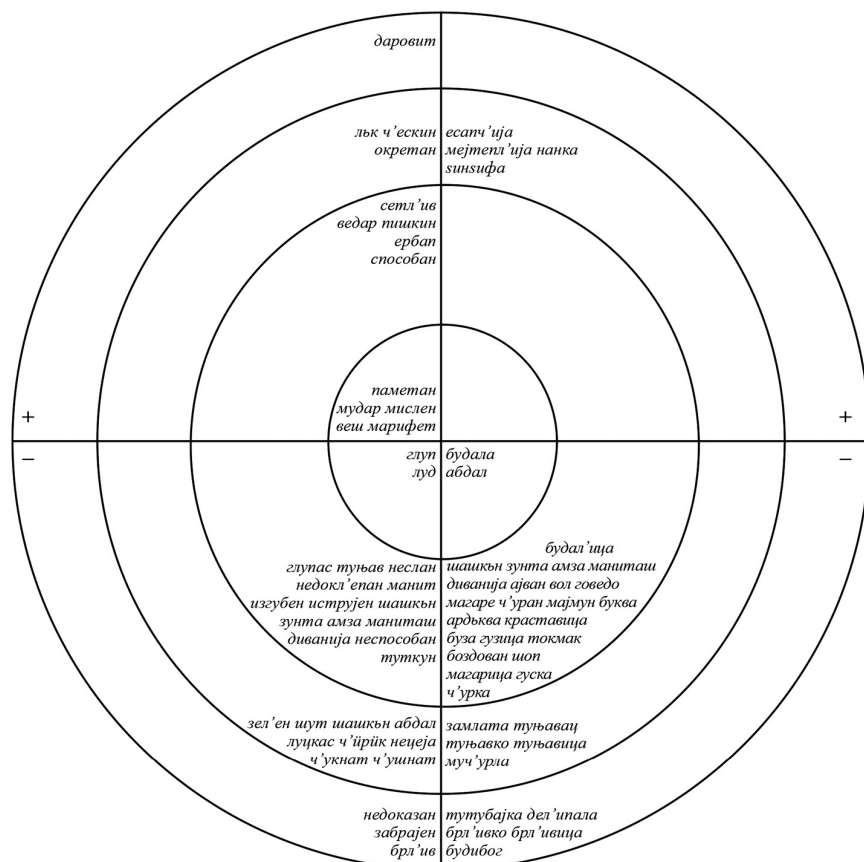 даровит
льк ч’ескин
окретан
есапч’ија
мејтепл’ија нанка
ѕинѕифа
сетл’ив
ведар пишкин
ербап
способан
паметан
мудар мислен
веш марифет
+
+
−
−
глуп
луд
будала
абдал
глупас туњав неслан
недокл’епан манит
изгубен иструјен шашкьн
зунта амза маниташ
диванија неспособан
туткун
будал’ица
шашкьн зунта амза маниташ
диванија ајван вол говедо
магаре ч’уран мајмун буква
ардьква краставица
буза гузица токмак
боздован шоп
магарица гуска
ч’урка
зел’ен шут шашкьн абдал
луцкас ч’ӥрӥк нецеја
ч’укнат ч’ушнат
замлата туњавац
туњавко туњавица
муч’урла
недоказан
забрајен
брл’ив
тутубајка дел’ипала
брл’ивко брл’ивица
будибог